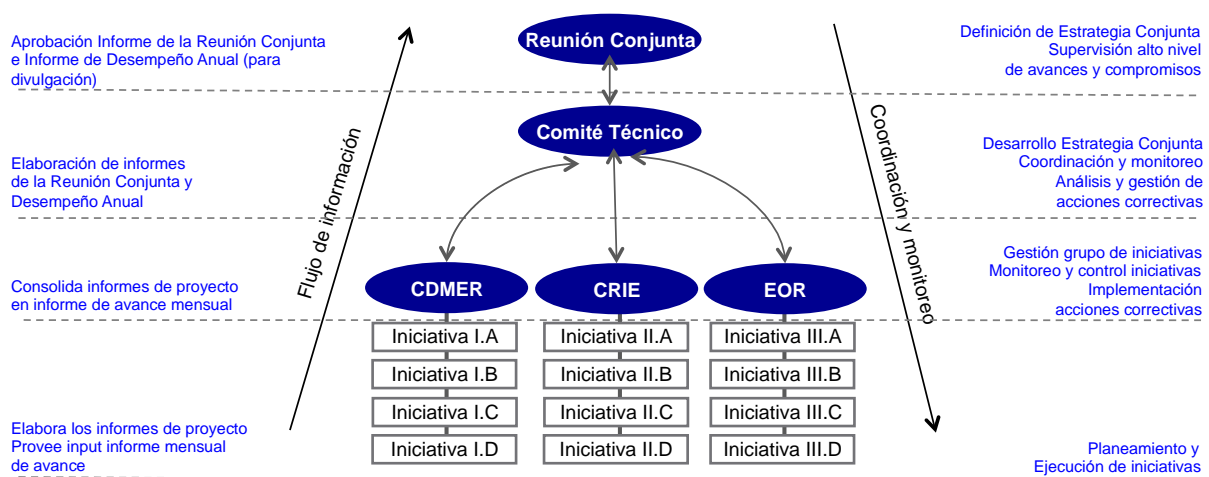 Reunión Conjunta
Aprobación Informe de la Reunión Conjunta
e Informe de Desempeño Anual (para
divulgación)
Definición de Estrategia Conjunta
Supervisión alto nivel
de avances y compromisos
Comité Técnico
Elaboración de informes
de la Reunión Conjunta y
Desempeño Anual
Desarrollo Estrategia Conjunta
Coordinación y monitoreo
Análisis y gestión de
acciones correctivas
Flujo de información
Coordinación y monitoreo
Consolida informes de proyecto
en informe de avance mensual
CDMER
CRIE
EOR
Gestión grupo de iniciativas
Monitoreo y control iniciativas
Implementación
acciones correctivas
Iniciativa I.A
Iniciativa II.A
Iniciativa III.A
Iniciativa I.B
Iniciativa II.B
Iniciativa III.B
Iniciativa I.C
Iniciativa II.C
Iniciativa III.C
Iniciativa I.D
Iniciativa II.D
Iniciativa III.D
Elabora los informes de proyecto
Provee input informe mensual
de avance
Planeamiento y
Ejecución de iniciativas